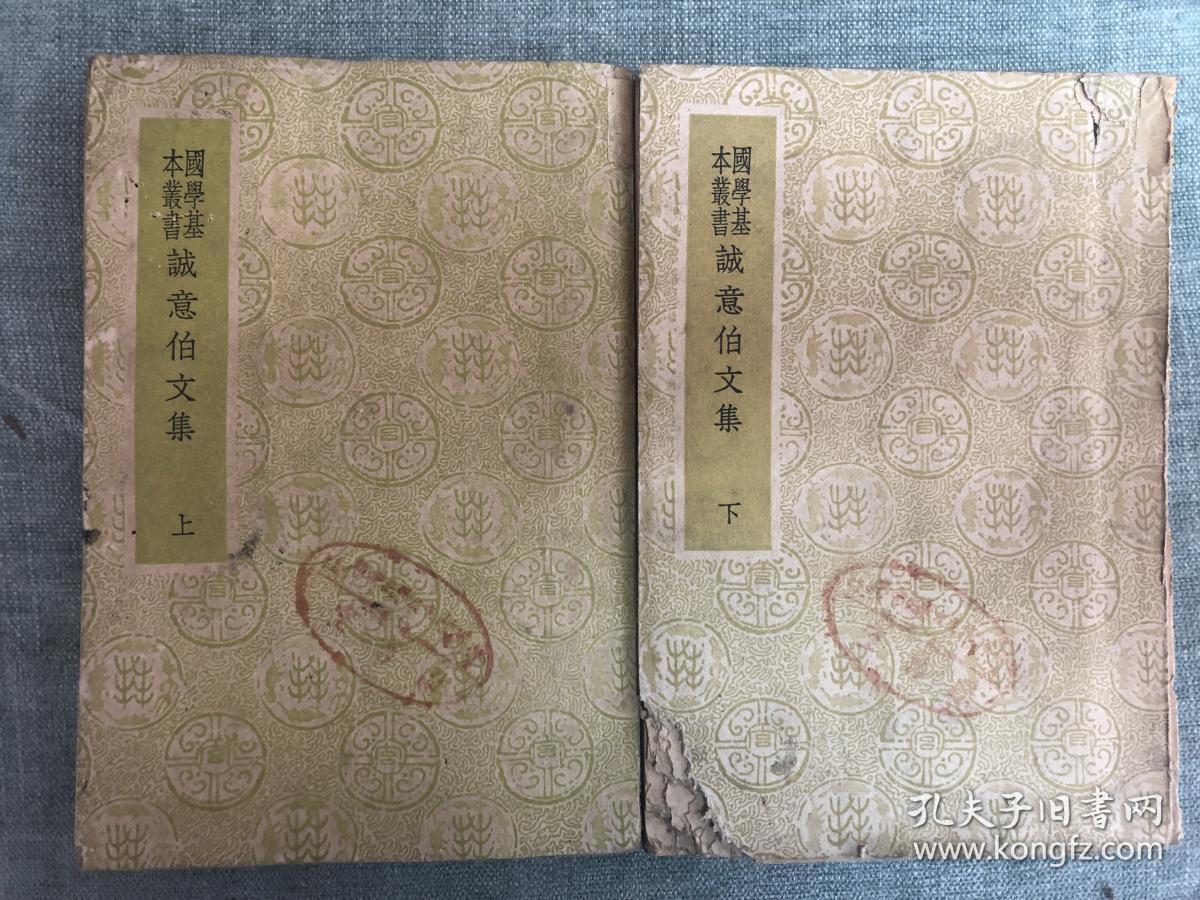 國學基
本叢書
誠意伯文集
上
國學基
本叢書
誠意伯文集
下
孔夫子旧书网
www.kongfz.com